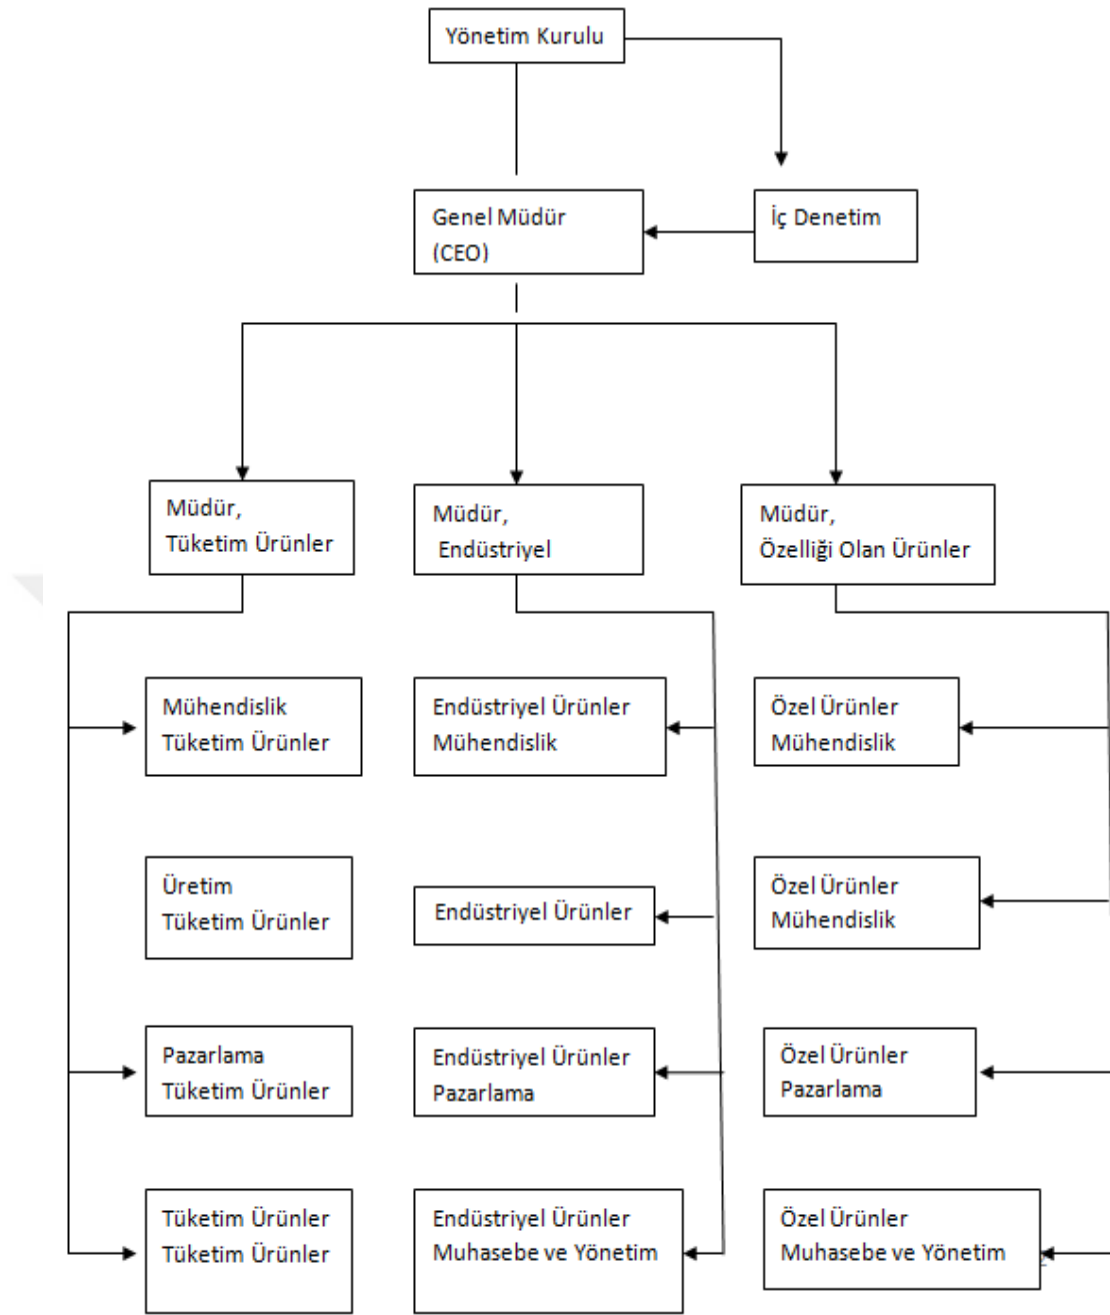 Yönetim Kurulu
Genel Müdür
(CEO)
İç Denetim
Müdür,
Tüketim Ürünler
Müdür,
Endüstriyel
Müdür,
Özelliği Olan Ürünler
Mühendislik
Tüketim Ürünler
Endüstriyel Ürünler
Mühendislik
Özel Ürünler
Mühendislik
Üretim
Tüketim Ürünler
Endüstriyel Ürünler
Özel Ürünler
Mühendislik
Pazarlama
Tüketim Ürünler
Endüstriyel Ürünler
Pazarlama
Özel Ürünler
Pazarlama
Tüketim Ürünler
Tüketim Ürünler
Endüstriyel Ürünler
Muhasebe ve Yönetim
Özel Ürünler
Muhasebe ve Yönetim